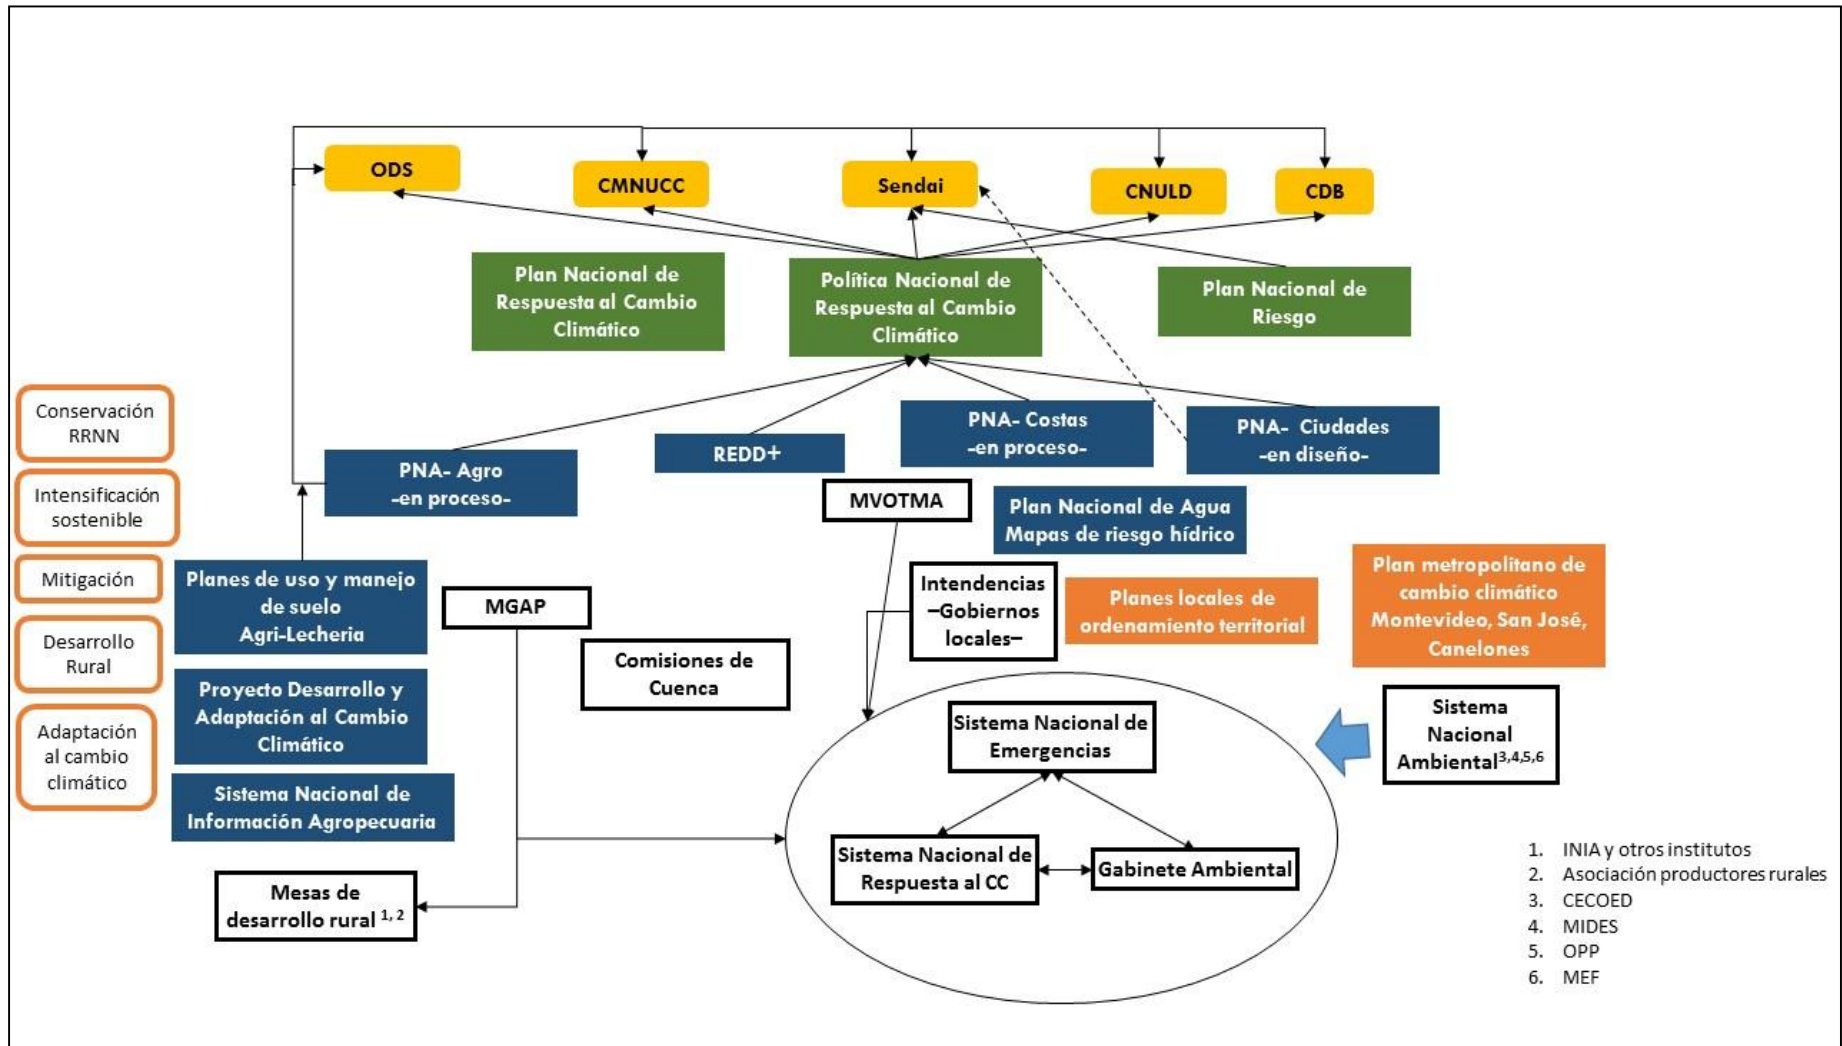 ODS
CMNUCC
Sendai
CNULD
CDB
Plan Nacional de
Respuesta al Cambio
Climático
Política Nacional de
Respuesta al Cambio
Climático
Plan Nacional de
Riesgo
Conservación
RRNN
Intensificación
sostenible
Mitigación
Desarrollo
Rural
Adaptación
al cambio
climático
PNA- Agro
-en proceso-
REDD+
PNA- Costas
-en proceso-
PNA- Ciudades
-en diseño-
MVOTMA
Plan Nacional de Agua
Mapas de riesgo hídrico
Planes de uso y manejo
de suelo
Agri-Lecheria
MGAP
Intendencias
–Gobiernos
locales–
Planes locales de
ordenamiento territorial
Plan metropolitano de
cambio climático
Montevideo, San José,
Canelones
Comisiones de
Cuenca
Proyecto Desarrollo y
Adaptación al Cambio
Climático
Sistema Nacional de
Información Agropecuaria
Sistema Nacional de
Emergencias
Sistema
Nacional
Ambiental3,4,5,6
Sistema Nacional de
Respuesta al CC
Gabinete Ambiental
Mesas de
desarrollo rural 1, 2
1. INIA y otros institutos
2. Asociación productores rurales
3. CECOED
4. MIDES
5. OPP
6. MEF